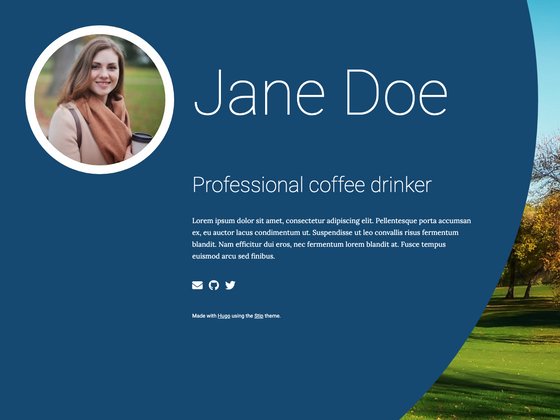 Jane Doe
Professional coffee drinker
Lorem ipsum dolor sit amet, consectetur adipiscing elit. Pellentesque porta accumsan
ex, eu auctor lacus condimentum ut. Suspendisse ut leo convallis risus fermentum
blandit. Nam efficitur dui eros, nec fermentum lorem blandit at. Fusce tempus
euismod arcu sed finibus.
Made with Hugo using the Stip theme.